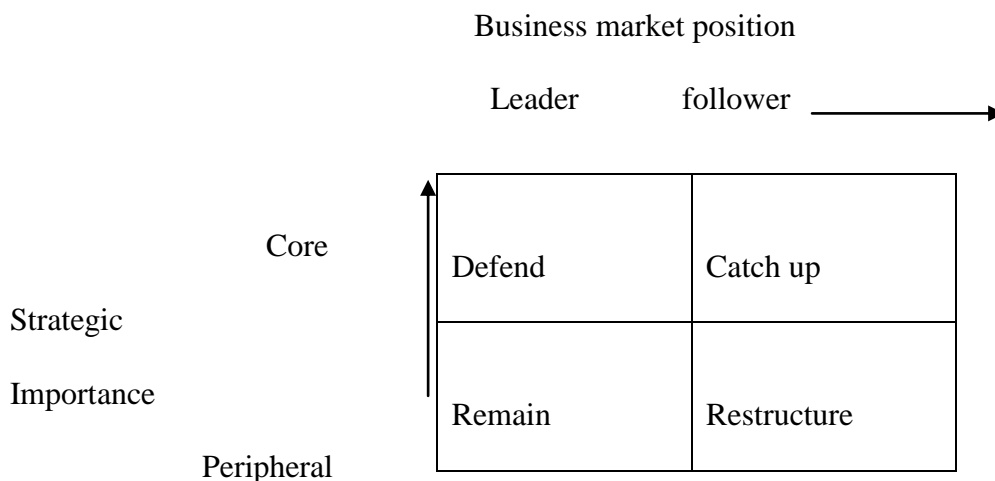 Business market position
Leader follower
Core
Defend Catch up
Strategic
Importance
Remain Restructure
Peripheral